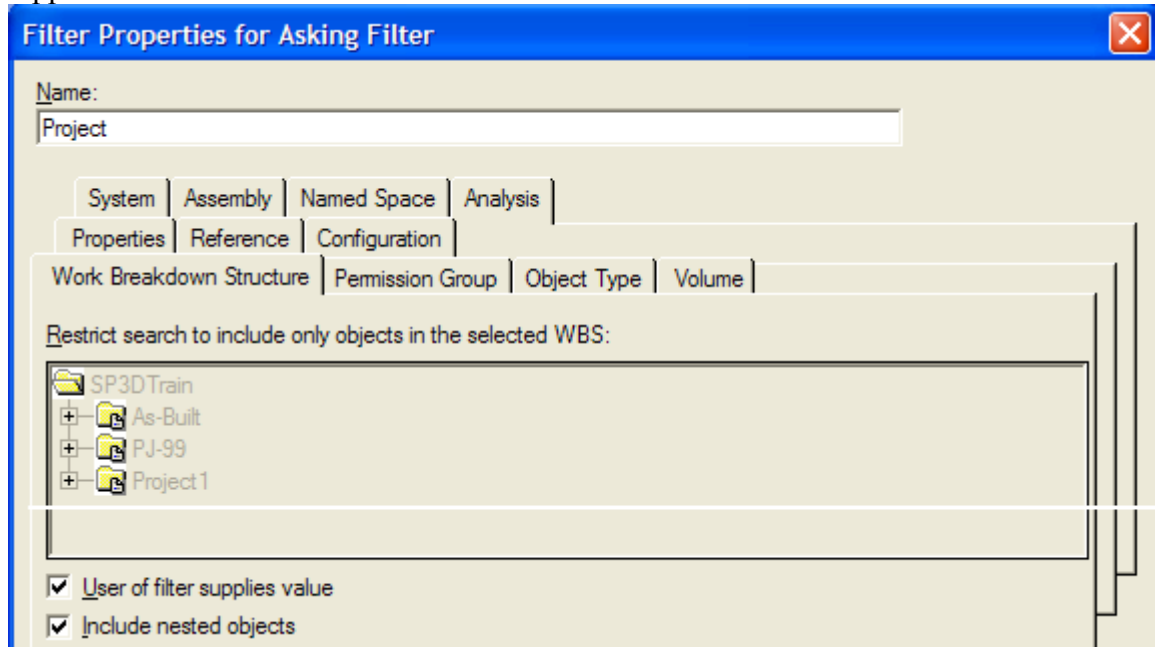 Filter Properties for Asking Filter
Name:
Project
System Assembly Named Space Analysis
Properties Reference Configuration
Work Breakdown Structure Permission Group Object Type Volume
Restrict search to include only objects in the selected WBS:
SP3DTrain
As-Built
PJ-99
Project1
User of filter supplies value
Include nested objects